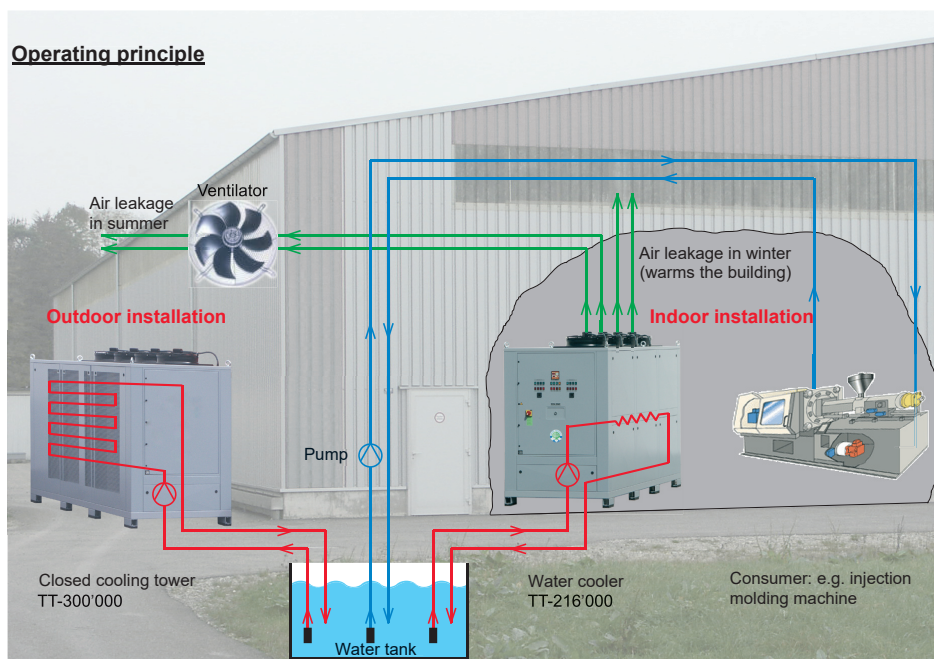 Operating principle
Ventilator
Air leakage
in summer
Air leakage in winter
(warms the building)
Outdoor installation
Indoor installation
Pump
Closed cooling tower
TT-300’000
Water cooler
TT-216’000
Consumer: e.g. injection
molding machine
Water tank